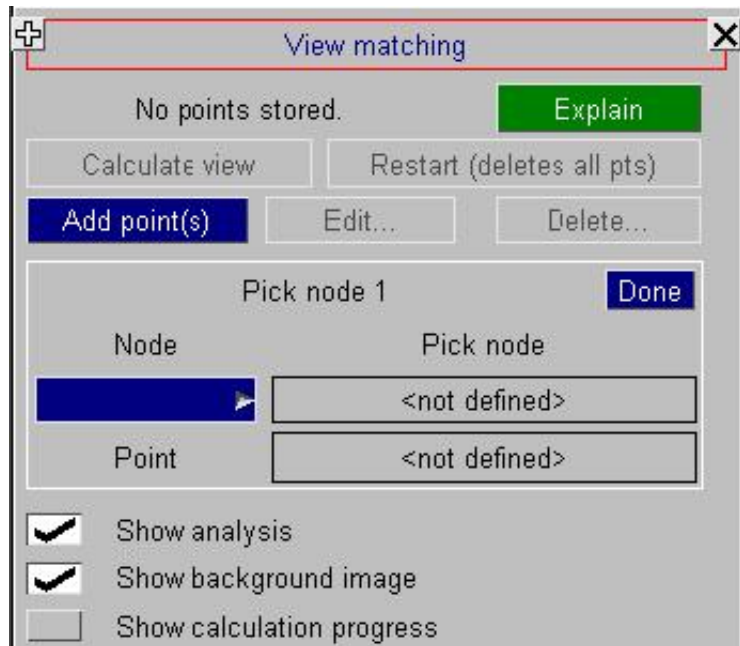 View matching
No points stored. Explain
Calculate view Restart (deletes all pts)
Add point(s) Edit... Delete...
Pick node 1 Done
Node Pick node
<not defined>
Point <not defined>
Show analysis
Show background image
Show calculation progress